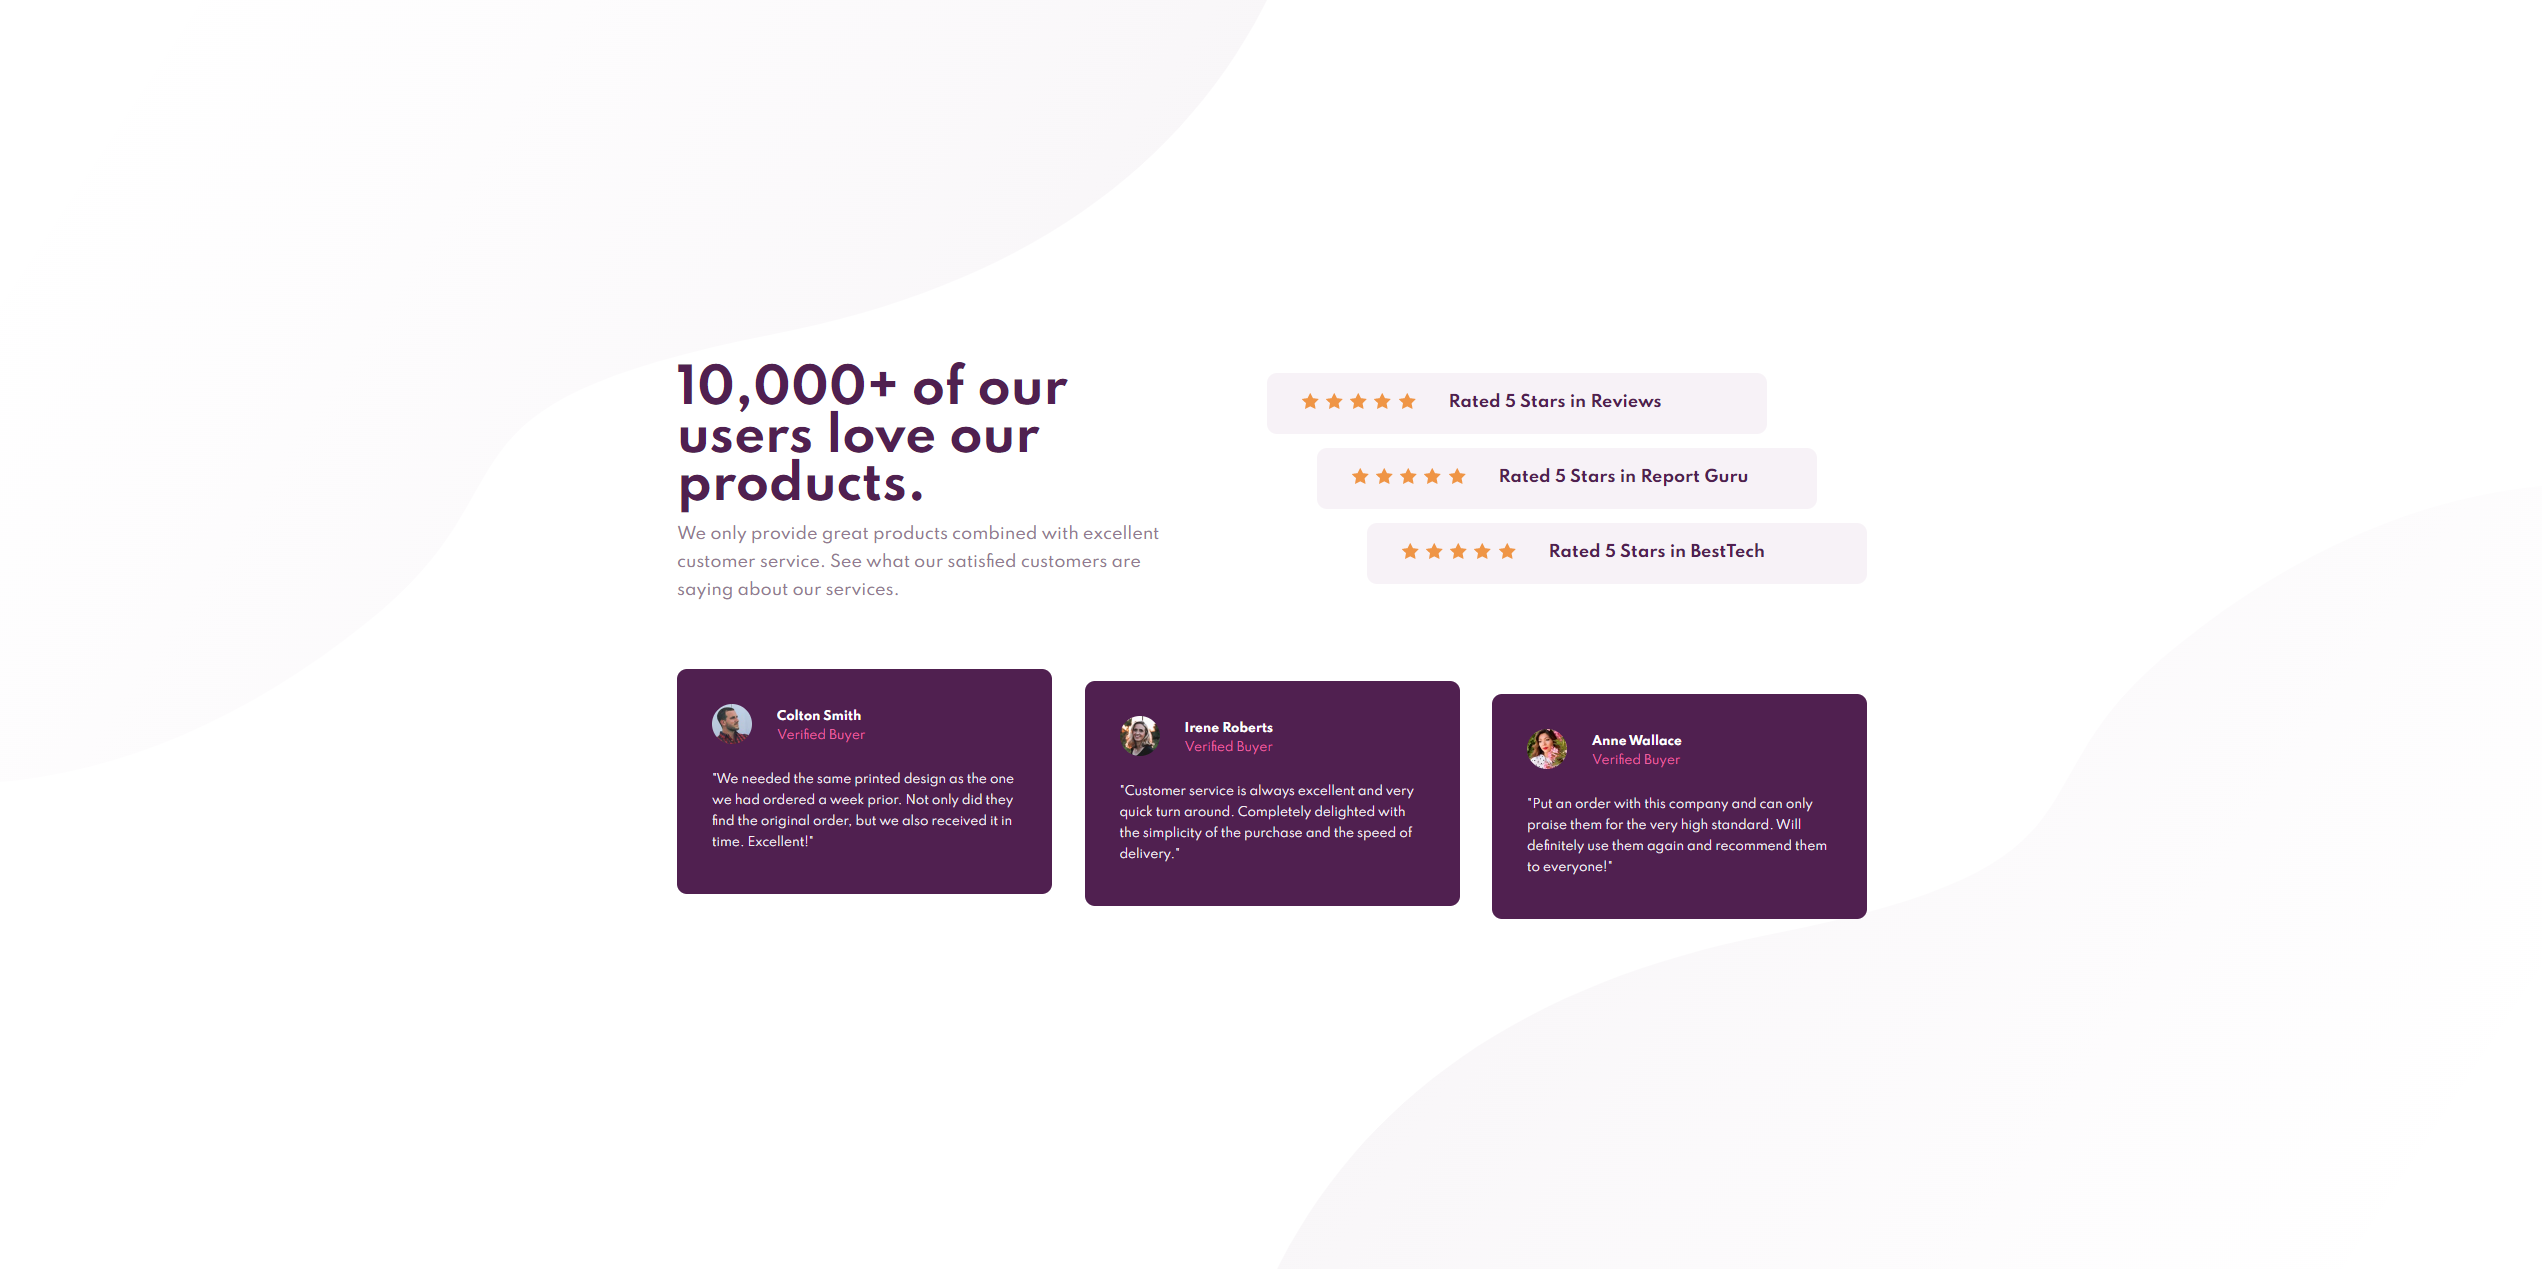 10,000+ of our
users love our
products.
We only provide great products combined with excellent
customer service. See what our satisfied customers are
saying about our services.
Rated 5 Stars in Reviews
Rated 5 Stars in Report Guru
Rated 5 Stars in BestTech
Colton Smith
Verified Buyer
"We needed the same printed design as the one
we had ordered a week prior. Not only did they
find the original order, but we also received it in
time. Excellent!"
Irene Roberts
Verified Buyer
"Customer service is always excellent and very
quick turn around. Completely delighted with
the simplicity of the purchase and the speed of
delivery."
Anne Wallace
Verified Buyer
"Put an order with this company and can only
praise them for the very high standard. Will
definitely use them again and recommend them
to everyone!"